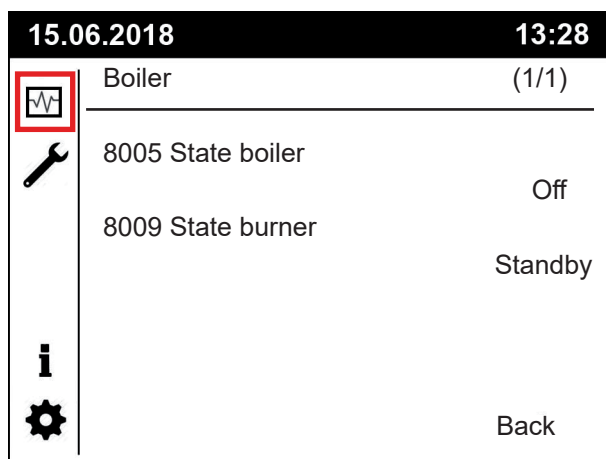 15.06.2018 13:28
Boiler (1/1)
8005 State boiler
Off
8009 State burner
Standby
Back